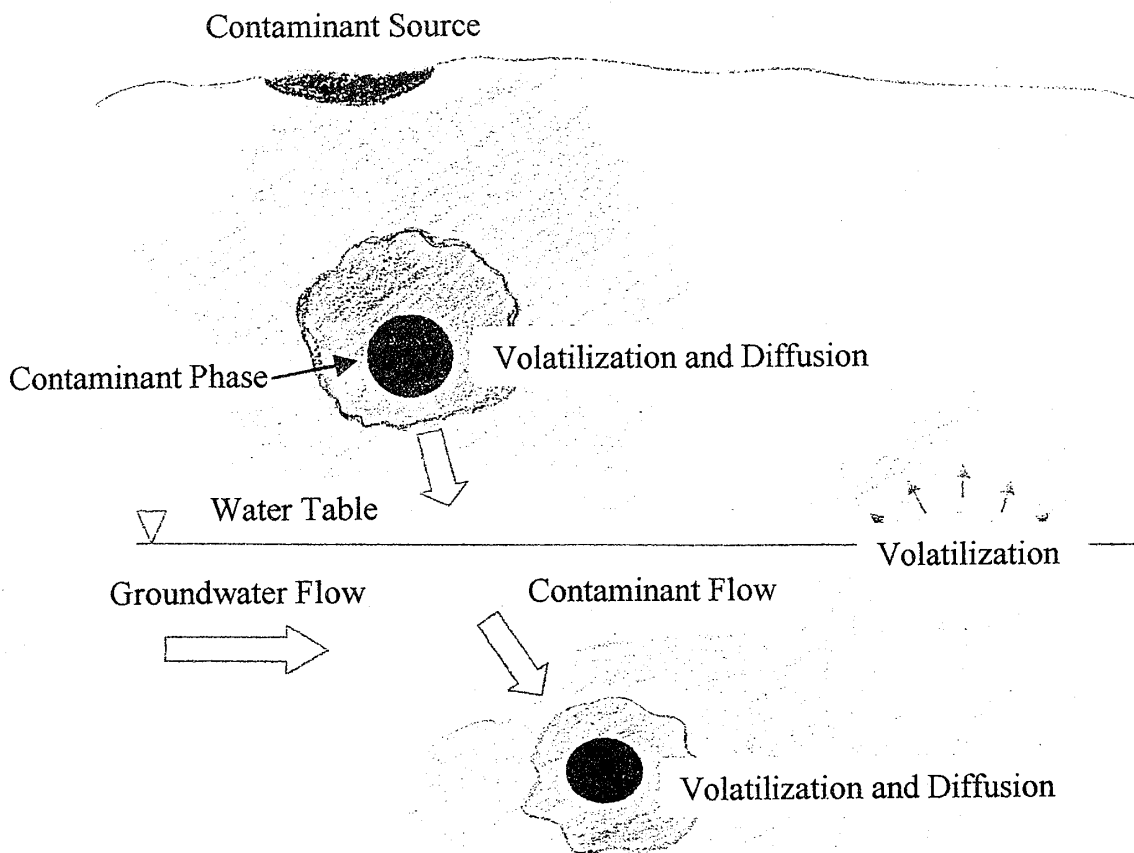 Contaminant Source
Volatilization and Diffusion
Contaminant Phase
Water Table
Volatilization
Groundwater Flow
Contaminant Flow
Volatilization and Diffusion